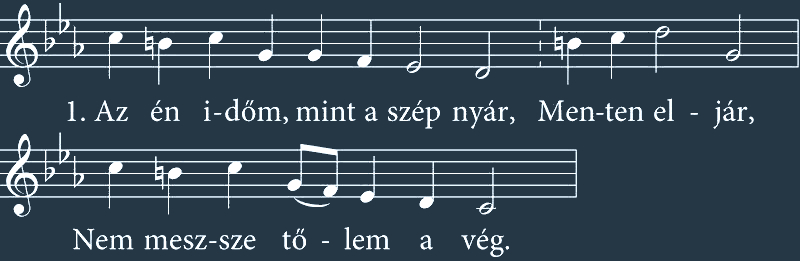 1. Az én i-dőm, mint a szép nyár, Men-ten el - jár,
Nem mesz-sze tő - lem a vég.